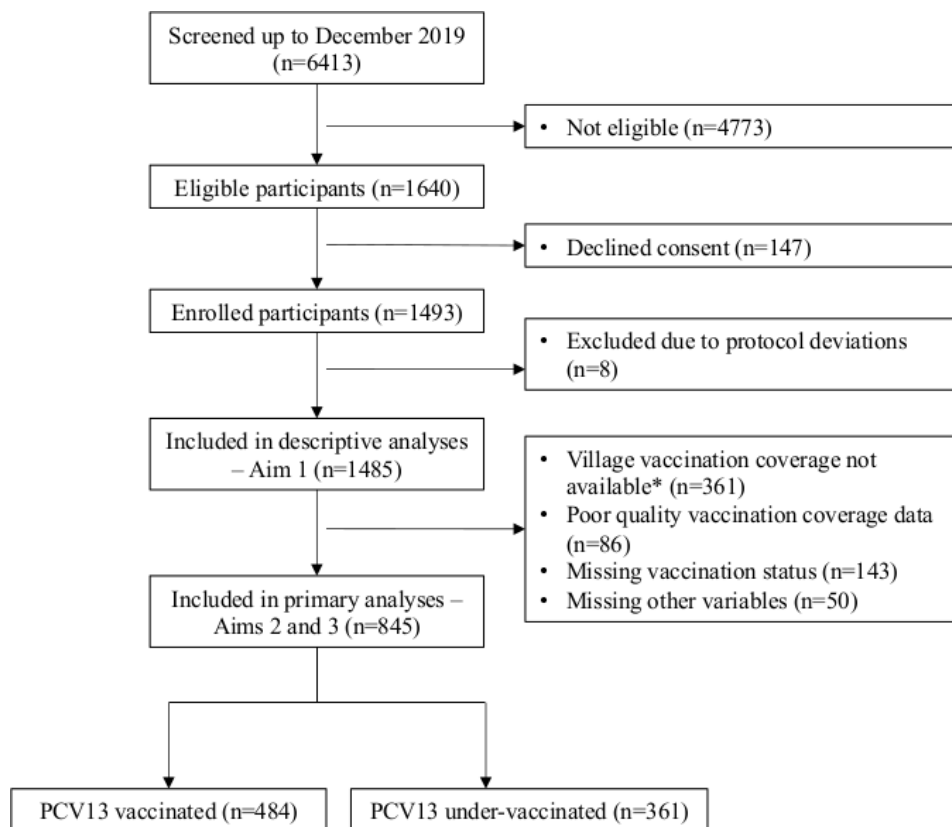 Screened up to December 2019
(n=6413)
• Not eligible (n=4773)
Eligible participants (n=1640)
• Declined consent (n=147)
Enrolled participants (n=1493)
• Excluded due to protocol deviations
(n=8)
Included in descriptive analyses
– Aim 1 (n=1485)
• Village vaccination coverage not
available* (n=361)
• Poor quality vaccination coverage data
(n=86)
• Missing vaccination status (n=143)
• Missing other variables (n=50)
Included in primary analyses –
Aims 2 and 3 (n=845)
PCV13 vaccinated (n=484)
PCV13 under-vaccinated (n=361)